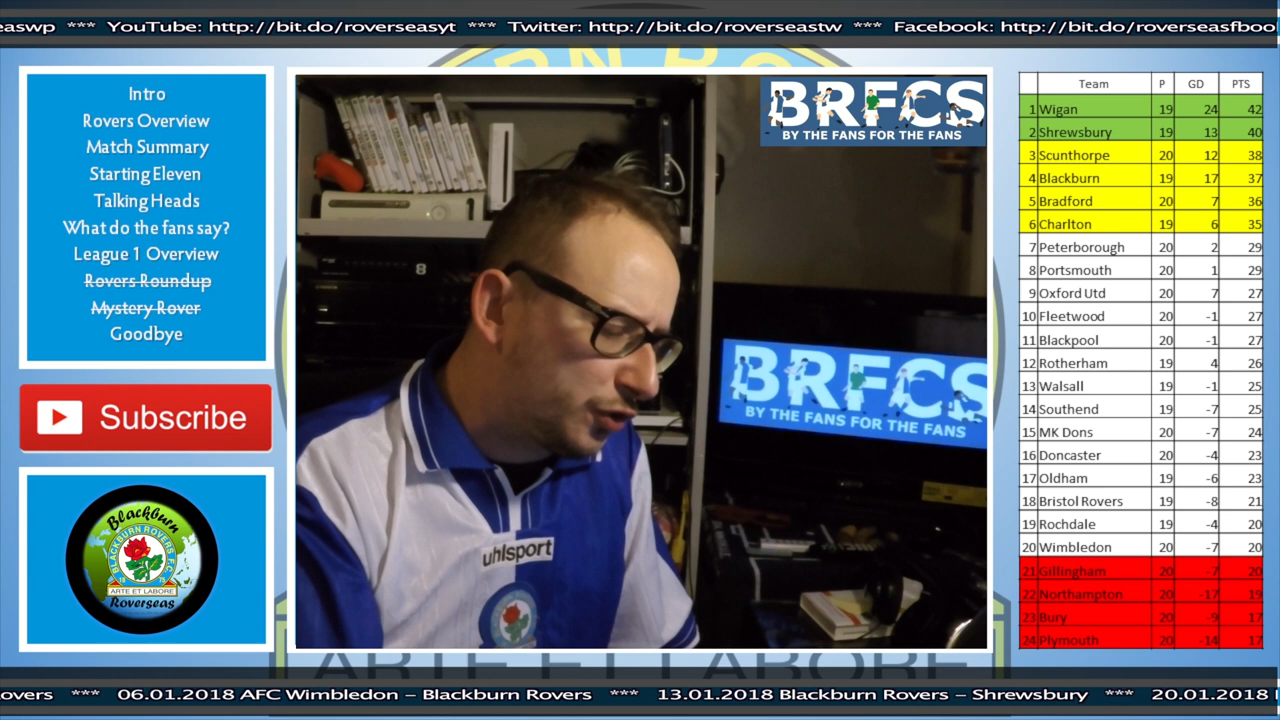 easwp *** YouTube: http://bit.do/roverseasyt *** Twitter: http://bit.do/roverseastw *** Facebook: http://bit.do/roverseasfboo
Intro
Rovers Overview
Match Summary
Starting Eleven
Talking Heads
What do the fans say?
League 1 Overview
Rovers Roundup
Mystery Rover
Goodbye
Subscribe
Blackburn
BLACKBURN ROVERS F.C.
18 75
ARTE ET LABORE
Roverseas
BRFCS
BY THE FANS FOR THE FANS
8
BRFCS
BY THE FANS FOR THE FANS
uhlsport
Team P GD PTS
1 Wigan 19 24 42
2 Shrewsbury 19 13 40
3 Scunthorpe 20 12 38
4 Blackburn 19 17 37
5 Bradford 20 7 36
6 Charlton 19 6 35
7 Peterborough 20 2 29
8 Portsmouth 20 1 29
9 Oxford Utd 20 7 27
10 Fleetwood 20 -1 27
11 Blackpool 20 -1 27
12 Rotherham 19 4 26
13 Walsall 19 -1 25
14 Southend 19 -7 25
15 MK Dons 20 -7 24
16 Doncaster 20 -4 23
17 Oldham 19 -6 23
18 Bristol Rovers 19 -8 21
19 Rochdale 19 -4 20
20 Wimbledon 20 -7 20
21 Gillingham 20 -7 20
22 Northampton 20 -17 19
23 Bury 20 -9 17
24 Plymouth 20 -14 17
ARTE ET LABORE
overs *** 06.01.2018 AFC Wimbledon – Blackburn Rovers *** 13.01.2018 Blackburn Rovers – Shrewsbury *** 20.01.2018